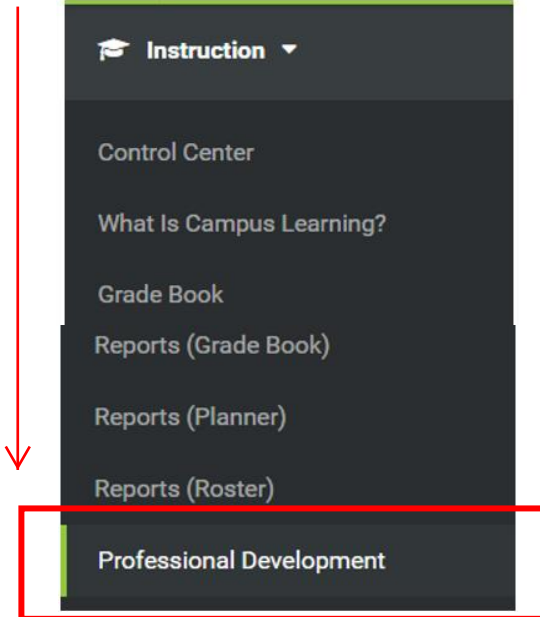 Instruction
Control Center
What Is Campus Learning?
Grade Book
Reports (Grade Book)
Reports (Planner)
Reports (Roster)
Professional Development